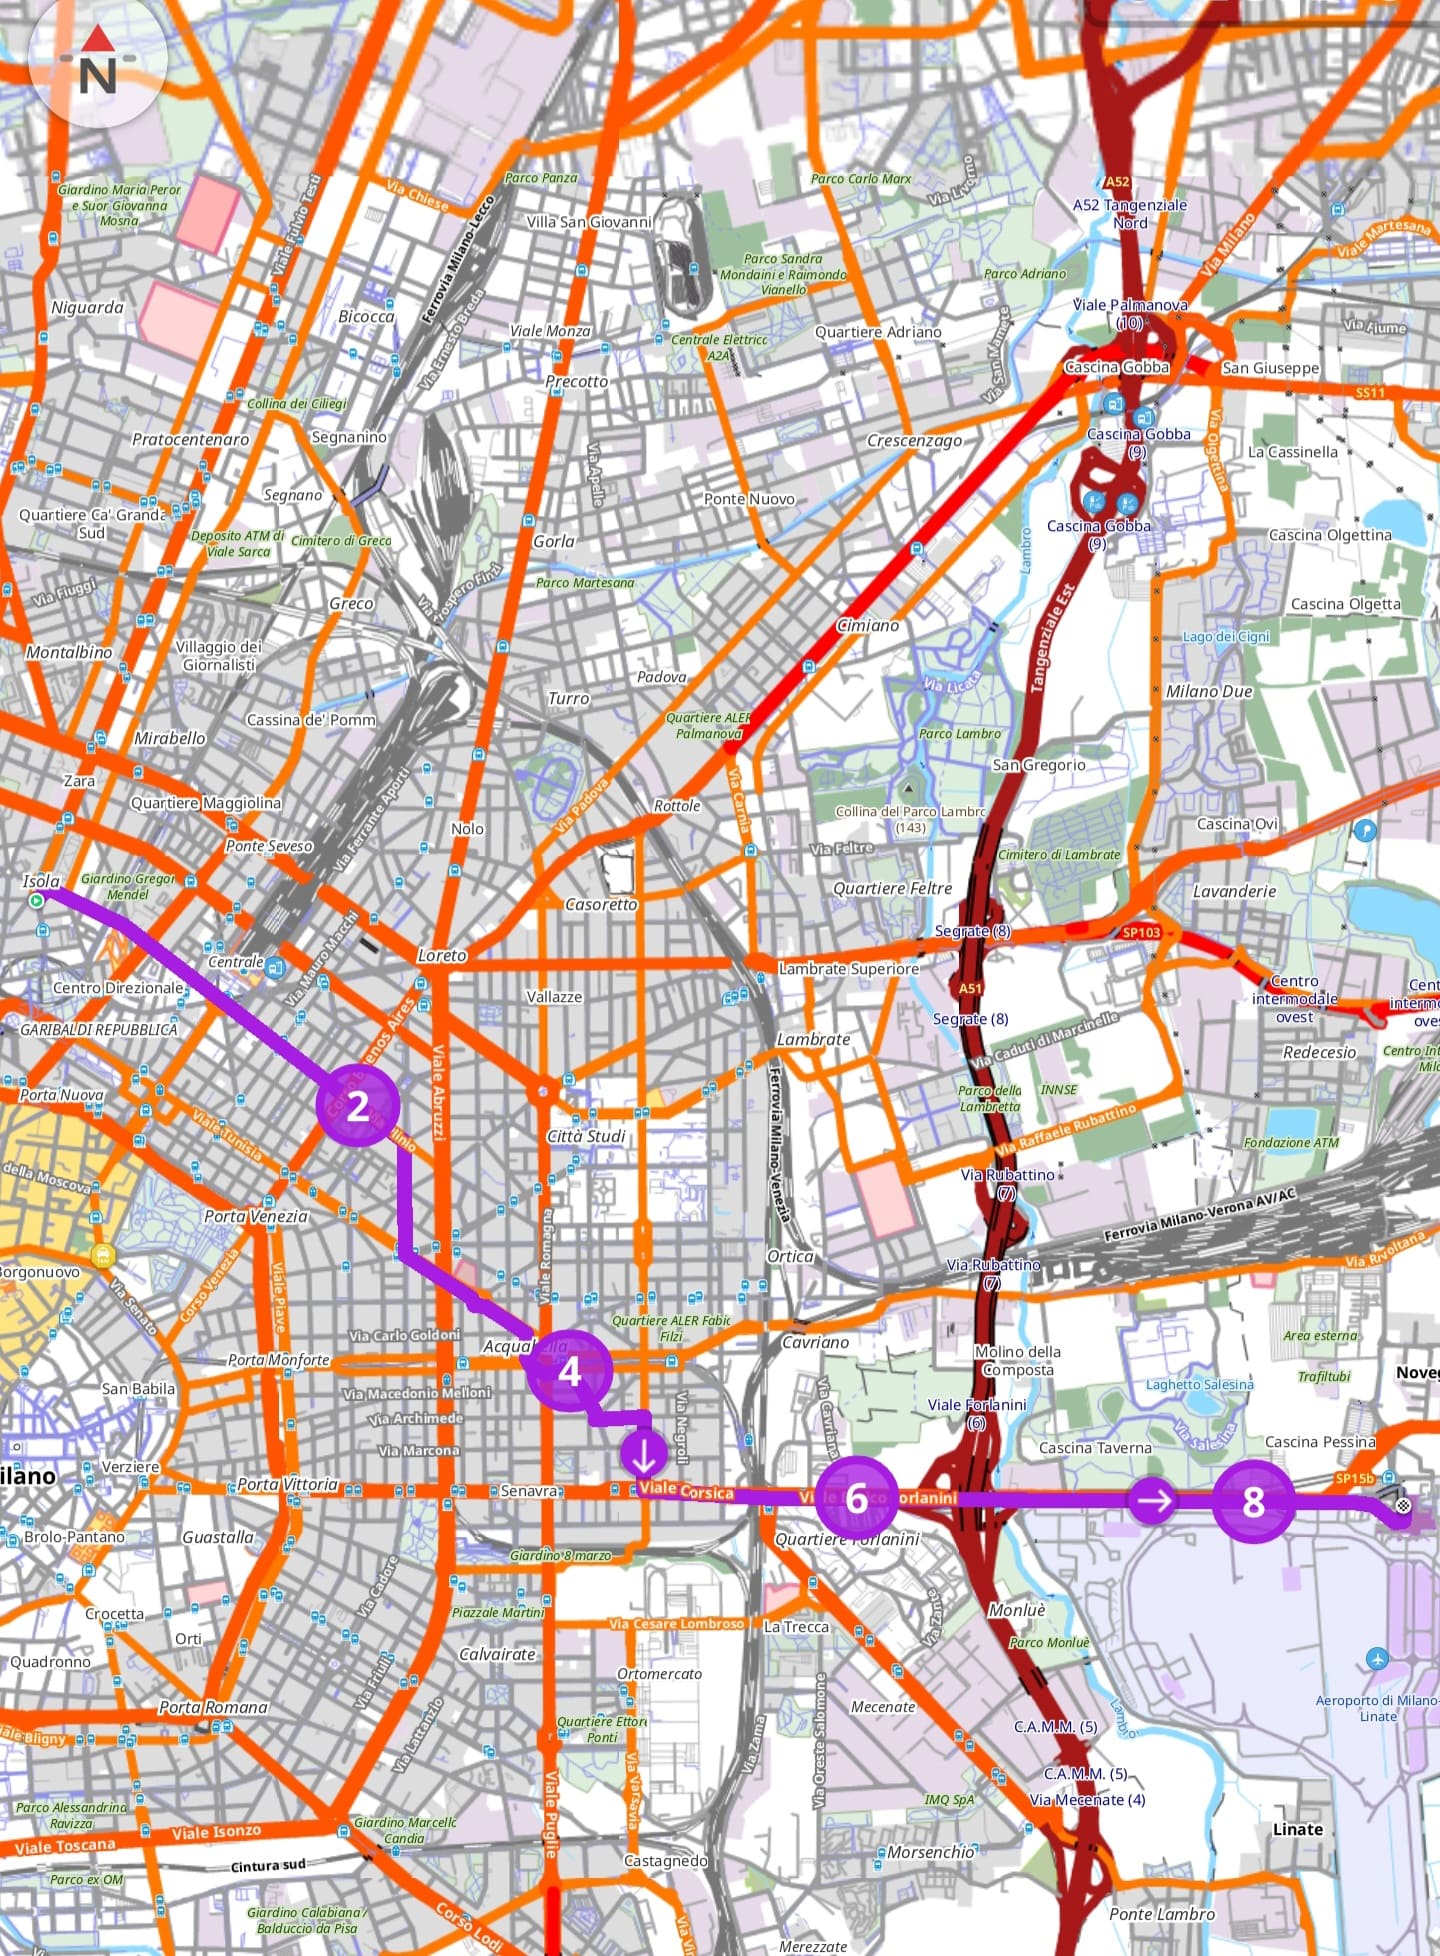 N
A52
A52 Tangenziale
Nord
Giardino Maria Peror
e Suor Giovanna
Mosna
Via Chiese
Parco Panza
Parco Carlo Marx
Via Livorno
Viale Fulvio Testi
Ferrovia Milano-Lecco
Villa San Giovanni
Via Milano
Viale Martesana
Parco Sandra
Mondaini e Raimondo
Vianello
Parco Adriano
Niguarda
Bicocca
Via Ernesto Breda
Viale Monza
Centrale Elettrica
A2A
Quartiere Adriano
Via San Mamete
Viale Palmanova
(10)
Via Fiume
Cascina Gobba
San Giuseppe
SS11
Precotto
Collina dei Ciliegi
Pratocentenaro
Segnanino
Crescenzago
Cascina Gobba
(9)
Via Olgettina
La Cassinella
Via Apelle
Segnano
Ponte Nuovo
Quartiere Ca' Granda
Sud
Deposito ATM di
Viale Sarca
Cimitero di Greco
Gorla
Cascina Gobba
(9)
Cascina Olgettina
Lambro
Via Fiuggi
Greco
Via Prospero Finzi
Parco Martesana
Cimiano
Tangenziale Est
Cascina Olgetta
Lago dei Cigni
Montalbino
Villaggio dei
Giornalisti
Padova
Turro
Via Licata
Milano Due
Mirabello
Cassina de' Pomm
Quartiere ALER
Palmanova
Parco Lambro
San Gregorio
Zara
Quartiere Maggiolina
Via Ferrante Aporti
Via Padova
Rottole
Via Carnia
Collina del Parco Lambro
(143)
Cascina Ovi
Nolo
Ponte Seveso
Via Feltre
Cimitero di Lambrate
Isola
Giardino Gregor
Mendel
Casoretto
Quartiere Feltre
Lavanderie
Via Mauro Macchi
Segrate (8)
SP103
Centrale
Loreto
Lambrate Superiore
Centro Direzionale
Vallazze
A51
Centro
intermodale
ovest
GARIBALDI REPUBBLICA
Corso Buenos Aires
Segrate (8)
Via Caduti di Marcinelle
Lambrate
Redecesio
Porta Nuova
2
Viale Abruzzi
Ferrovia Milano-Venezia
Parco della
Lambretta
INNSE
Via Raffaele Rubattino
Via Tunisia
Città Studi
Fondazione ATM
della Moscova
Via Rubattino
(7)
Porta Venezia
Viale Romagna
Ferrovia Milano-Verona AV/AC
Via Rivoltana
Borgonuovo
Via Senato
Corso Venezia
Viale Piave
Ortica
Via Rubattino
(7)
Quartiere ALER Fabio
Filzi
Area esterna
Via Carlo Goldoni
Acquabella
Cavriano
Porta Monforte
4
Molino della
Composta
Trafiltubi
San Babila
Via Macedonio Melloni
Laghetto Salesina
Via Archimede
Via Negroli
Via Cavriana
Viale Forlanini
(6)
Via Salesina
Via Marcona
Cascina Taverna
Cascina Pessina
Verziere
Porta Vittoria
SP15b
Senavra
Viale Corsica
6
8
Brolo-Pantano
Guastalla
Quartiere Forlanini
Giardino 8 marzo
Via Cadore
Crocetta
Piazzale Martini
Via Cesare Lombroso
La Trecca
Monluè
Orti
Parco Monluè
Quadronno
Calvairate
Ortomercato
Via Friuli
Porta Romana
Mecenate
Aeroporto di Milano-
Linate
Viale Bligny
Via Lattanzio
Quartiere Ettore
Ponti
Via Zama
Via Oreste Salomone
C.A.M.M. (5)
Lambro
Via Varsavia
Viale Puglie
C.A.M.M. (5)
IMQ SpA
Via Mecenate (4)
Parco Alessandrina
Ravizza
Viale Isonzo
Viale Toscana
Giardino Marcello
Candia
Linate
Morsenchio
Cintura sud
Castagnedo
Parco ex OM
Giardino Calabiana/
Balduccio da Pisa
Corso Lodi
Ponte Lambro
Merezzate